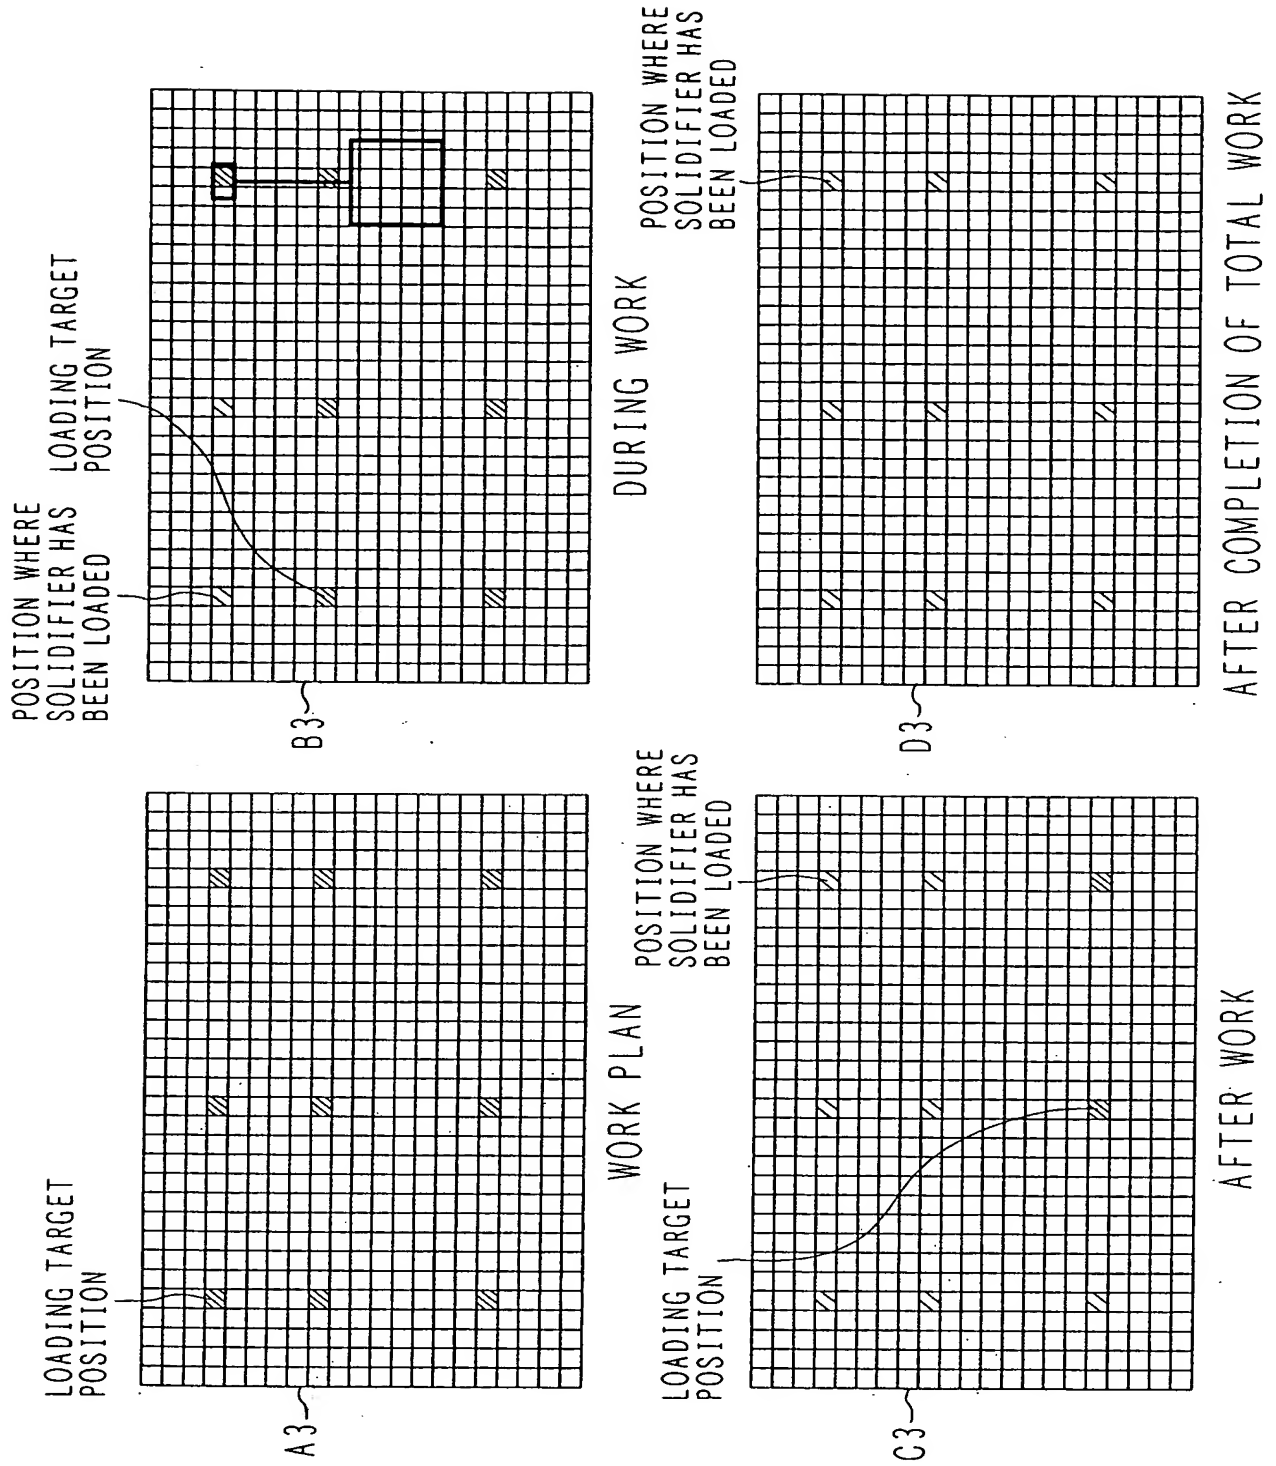 LOADING TARGET
POSITION
A3
WORK PLAN
POSITION WHERE
SOLIDIFIER HAS
BEEN LOADED
LOADING TARGET
POSITION
B3
DURING WORK
LOADING TARGET
POSITION
POSITION WHERE
SOLIDIFIER HAS
BEEN LOADED
C3
AFTER WORK
POSITION WHERE
SOLIDIFIER HAS
BEEN LOADED
D3
AFTER COMPLETION OF TOTAL WORK